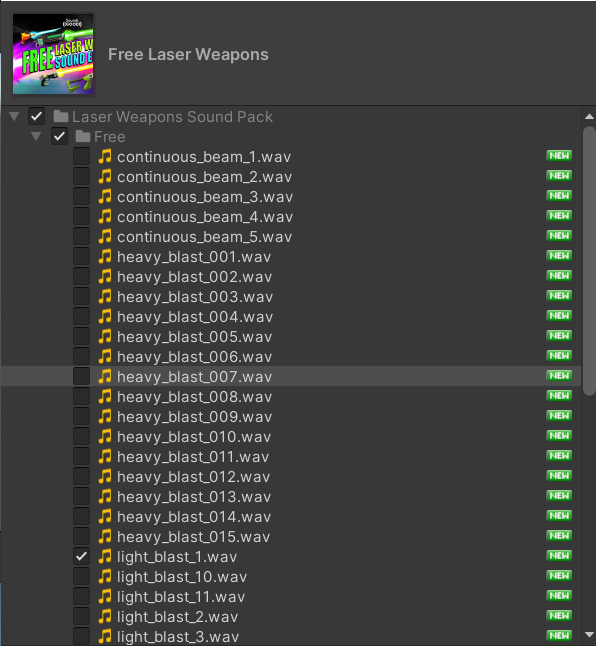 Sounds
GOOD
FREE LASER W
SOUND E
Free Laser Weapons
Laser Weapons Sound Pack
Free
continuous_beam_1.wav NEW
continuous_beam_2.wav NEW
continuous_beam_3.wav NEW
continuous_beam_4.wav NEW
continuous_beam_5.wav NEW
heavy_blast_001.wav NEW
heavy_blast_002.wav NEW
heavy_blast_003.wav NEW
heavy_blast_004.wav NEW
heavy_blast_005.wav NEW
heavy_blast_006.wav NEW
heavy_blast_007.wav NEW
heavy_blast_008.wav NEW
heavy_blast_009.wav NEW
heavy_blast_010.wav NEW
heavy_blast_011.wav NEW
heavy_blast_012.wav NEW
heavy_blast_013.wav NEW
heavy_blast_014.wav NEW
heavy_blast_015.wav NEW
light_blast_1.wav NEW
light_blast_10.wav NEW
light_blast_11.wav NEW
light_blast_2.wav NEW
light_blast_3.wav NEW